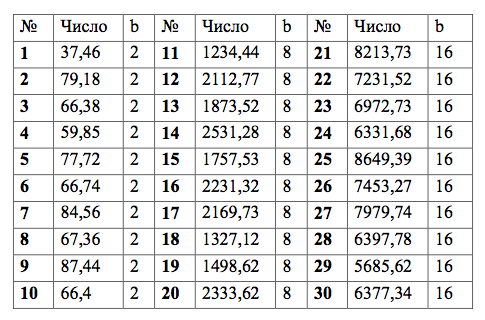 № Число b № Число b № Число b
1 37,46 2 11 1234,44 8 21 8213,73 16
2 79,18 2 12 2112,77 8 22 7231,52 16
3 66,38 2 13 1873,52 8 23 6972,73 16
4 59,85 2 14 2531,28 8 24 6331,68 16
5 77,72 2 15 1757,53 8 25 8649,39 16
6 66,74 2 16 2231,32 8 26 7453,27 16
7 84,56 2 17 2169,73 8 27 7979,74 16
8 67,36 2 18 1327,12 8 28 6397,78 16
9 87,44 2 19 1498,62 8 29 5685,62 16
10 66,4 2 20 2333,62 8 30 6377,34 16